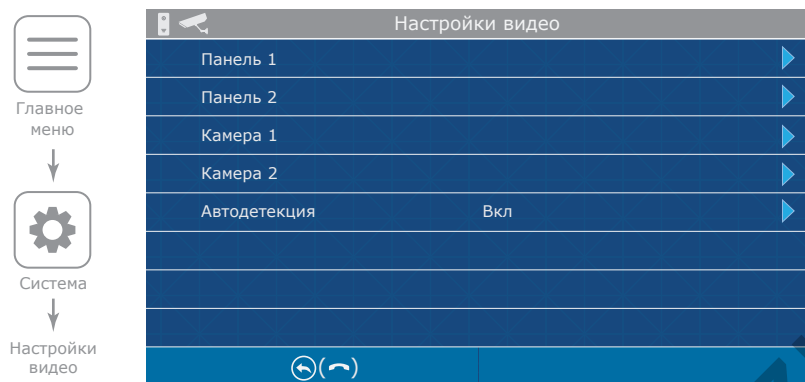 Главное
меню
Система
Настройки
видео
Настройки видео
Панель 1
Панель 2
Камера 1
Камера 2
Автодетекция Вкл